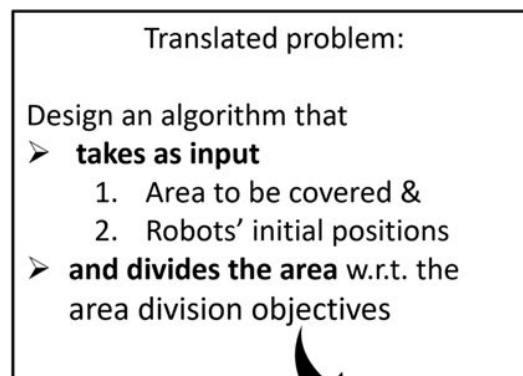 Translated problem:
Design an algorithm that
➢ takes as input
1. Area to be covered &
2. Robots’ initial positions
➢ and divides the area w.r.t. the
area division objectives